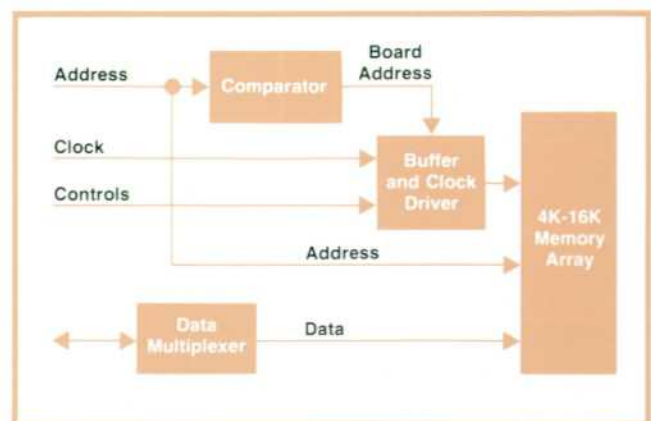 Board
Address
Address
Comparator
Clock
Buffer
and Clock
Driver
Controls
4K-16K
Memory
Array
Address
Data
Multiplexer
Data